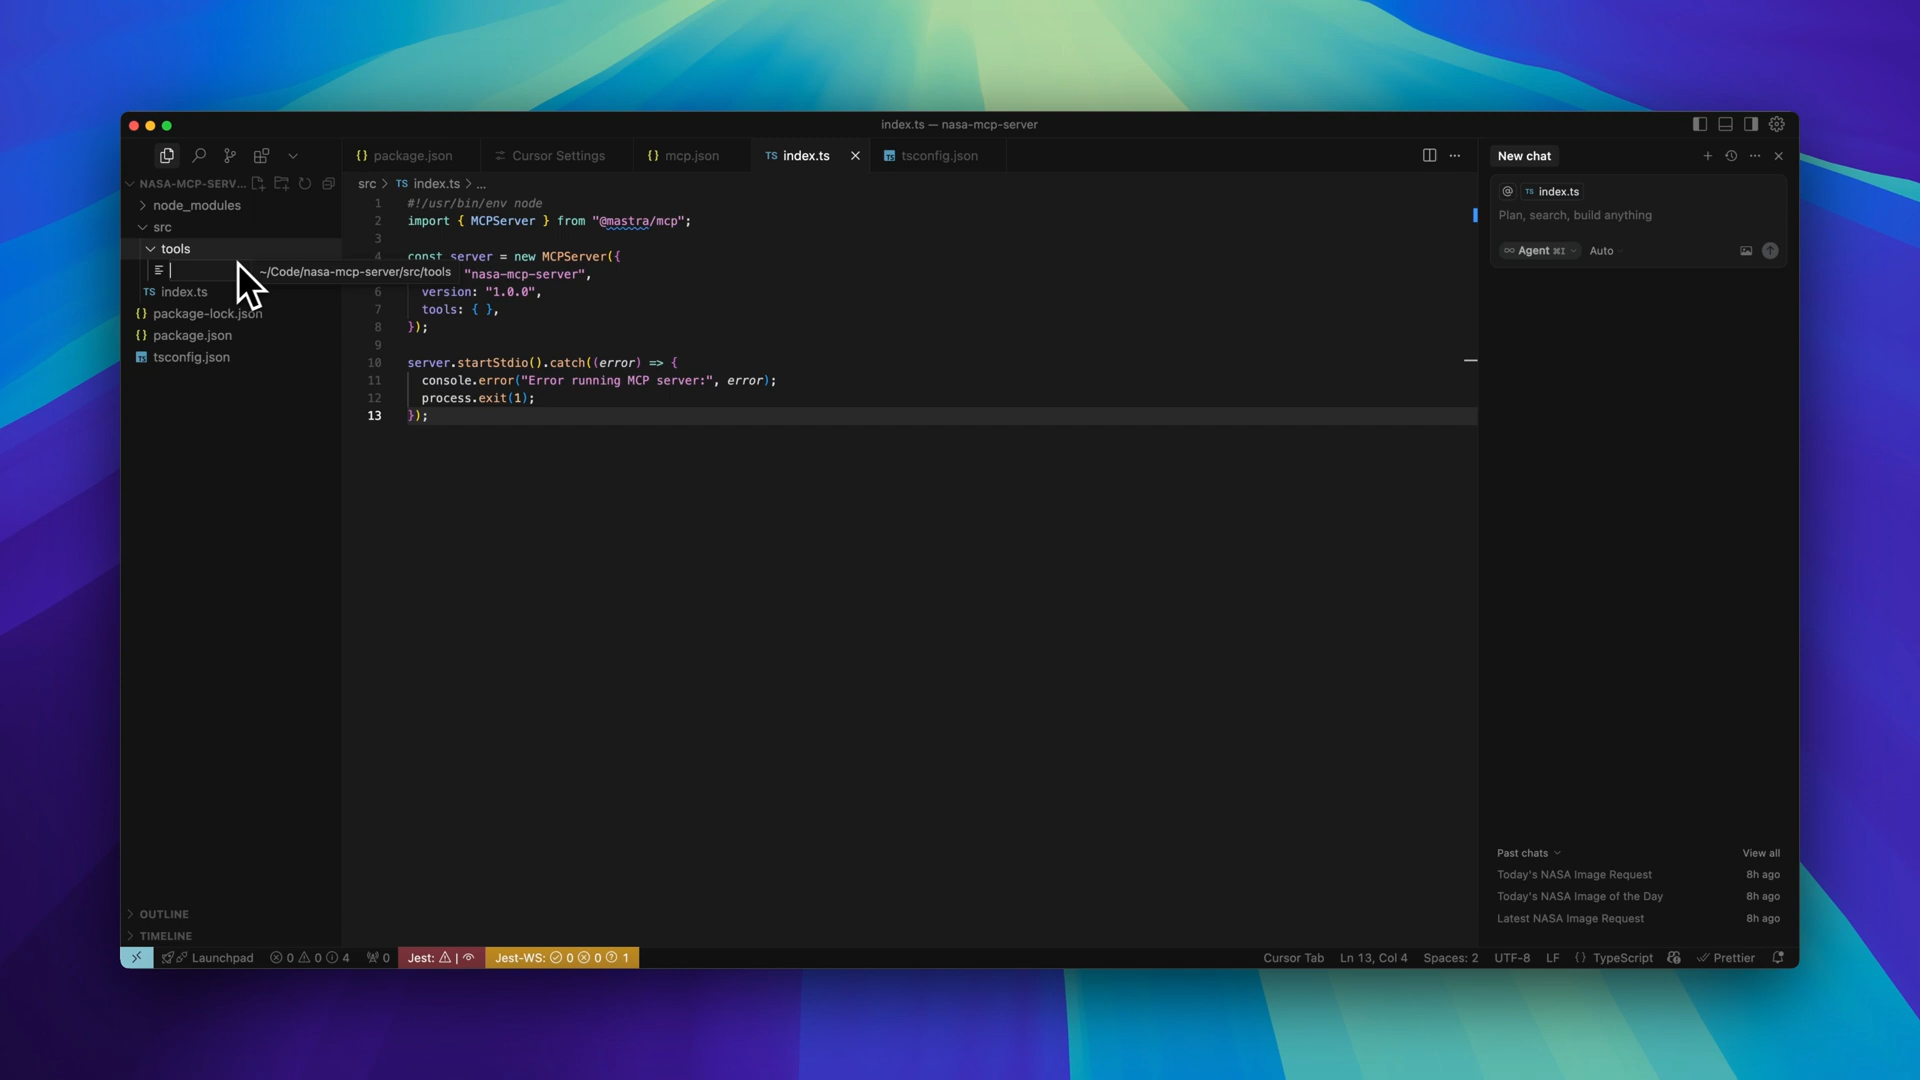 index.ts — nasa-mcp-server
package.json
Cursor Settings
mcp.json
TS index.ts
tsconfig.json
NASA-MCP-SERV...
node_modules
src
tools
~/Code/nasa-mcp-server/src/tools
TS index.ts
package-lock.json
package.json
tsconfig.json
OUTLINE
TIMELINE
src > TS index.ts > ...
1 #!/usr/bin/env node
2 import { MCPServer } from "@mastra/mcp";
3
4 const server = new MCPServer({
"nasa-mcp-server",
6 version: "1.0.0",
7 tools: { },
8 });
9
10 server.startStdio().catch((error) => {
11 console.error("Error running MCP server:", error);
12 process.exit(1);
13 });
New chat
@ TS index.ts
Plan, search, build anything
Agent ⌘I Auto
Past chats View all
Today's NASA Image Request 8h ago
Today's NASA Image of the Day 8h ago
Latest NASA Image Request 8h ago
Launchpad 0 0 4 0 Jest: | Jest-WS: 0 0 1 Cursor Tab Ln 13, Col 4 Spaces: 2 UTF-8 LF {} TypeScript Prettier